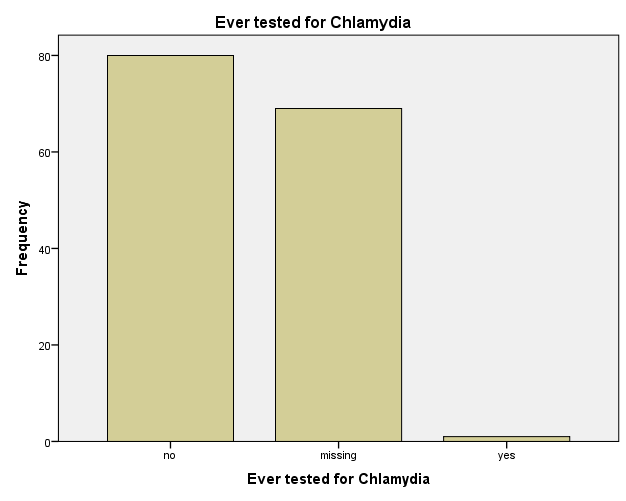 Ever tested for Chlamydia
80
60
40
20
0
Frequency
no missing yes
Ever tested for Chlamydia